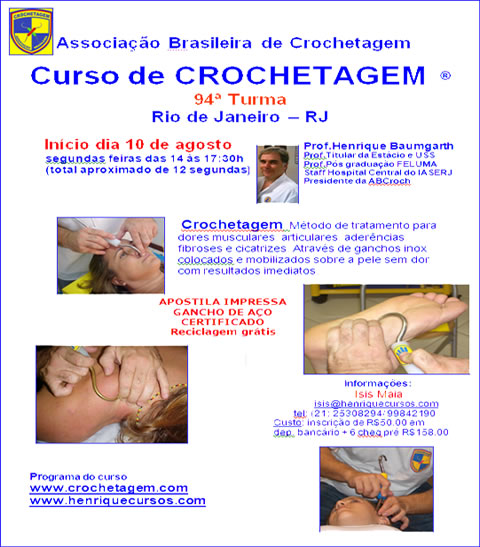 CROCHETAGEM
Associação Brasileira de Crochetagem
Curso de CROCHETAGEM ®
94ª Turma
Rio de Janeiro – RJ
Início dia 10 de agosto
segundas feiras das 14 às 17:30h
(total aproximado de 12 segundas)
Prof.Henrique Baumgarth
Prof.Titular da Estácio e USS
Prof.Pós graduação FELUMA
Staff Hospital Central do IASERJ
Presidente da ABCroch
Crochetagem Método de tratamento para
dores musculares articulares aderências
fibroses e cicatrizes Através de ganchos inox
colocados e mobilizados sobre a pele sem dor
com resultados imediatos
APOSTILA IMPRESSA
GANCHO DE AÇO
CERTIFICADO
Reciclagem grátis
Informações:
Isis Maia
isis@henriquecursos.com
tel: (21: 25308294/ 99842190
Custo: inscrição de R$50.00 em
dep. bancário + 6 cheq pré R$158.00
Programa do curso
www.crochetagem.com
www.henriquecursos.com